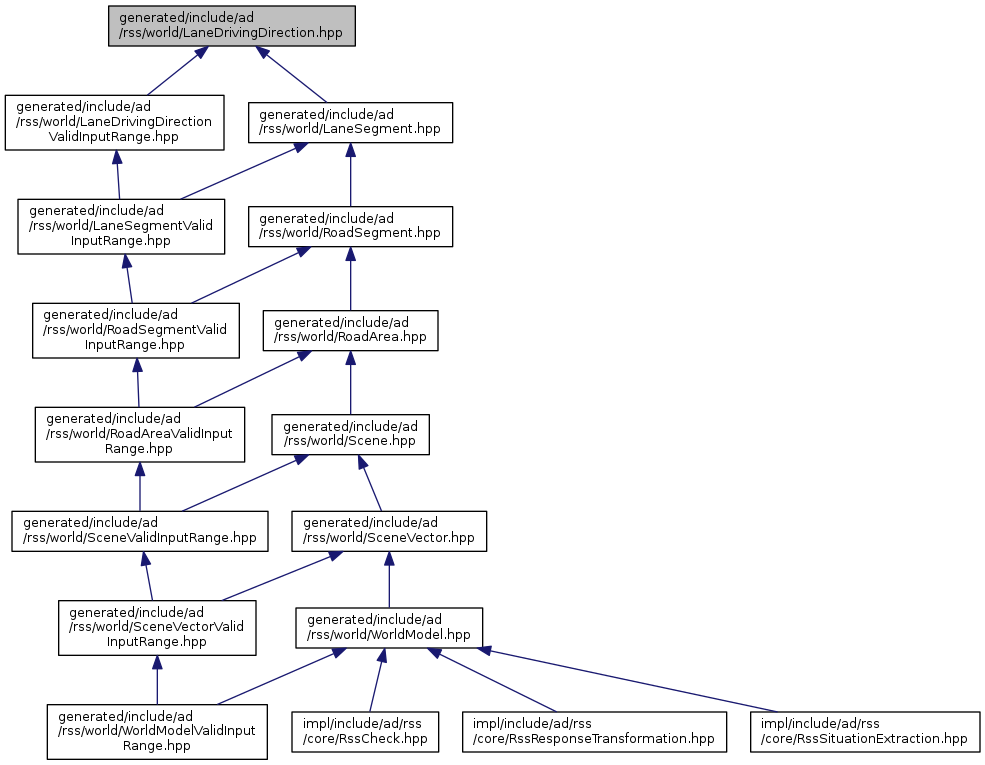 generated/include/ad
/rss/world/LaneDrivingDirection.hpp
generated/include/ad
/rss/world/LaneDrivingDirection
ValidInputRange.hpp
generated/include/ad
/rss/world/LaneSegment.hpp
generated/include/ad
/rss/world/LaneSegmentValid
InputRange.hpp
generated/include/ad
/rss/world/RoadSegment.hpp
generated/include/ad
/rss/world/RoadSegmentValid
InputRange.hpp
generated/include/ad
/rss/world/RoadArea.hpp
generated/include/ad
/rss/world/RoadAreaValidInput
Range.hpp
generated/include/ad
/rss/world/Scene.hpp
generated/include/ad
/rss/world/SceneValidInputRange.hpp
generated/include/ad
/rss/world/SceneVector.hpp
generated/include/ad
/rss/world/SceneVectorValid
InputRange.hpp
generated/include/ad
/rss/world/WorldModel.hpp
generated/include/ad
/rss/world/WorldModelValidInput
Range.hpp
impl/include/ad/rss
/core/RssCheck.hpp
impl/include/ad/rss
/core/RssResponseTransformation.hpp
impl/include/ad/rss
/core/RssSituationExtraction.hpp